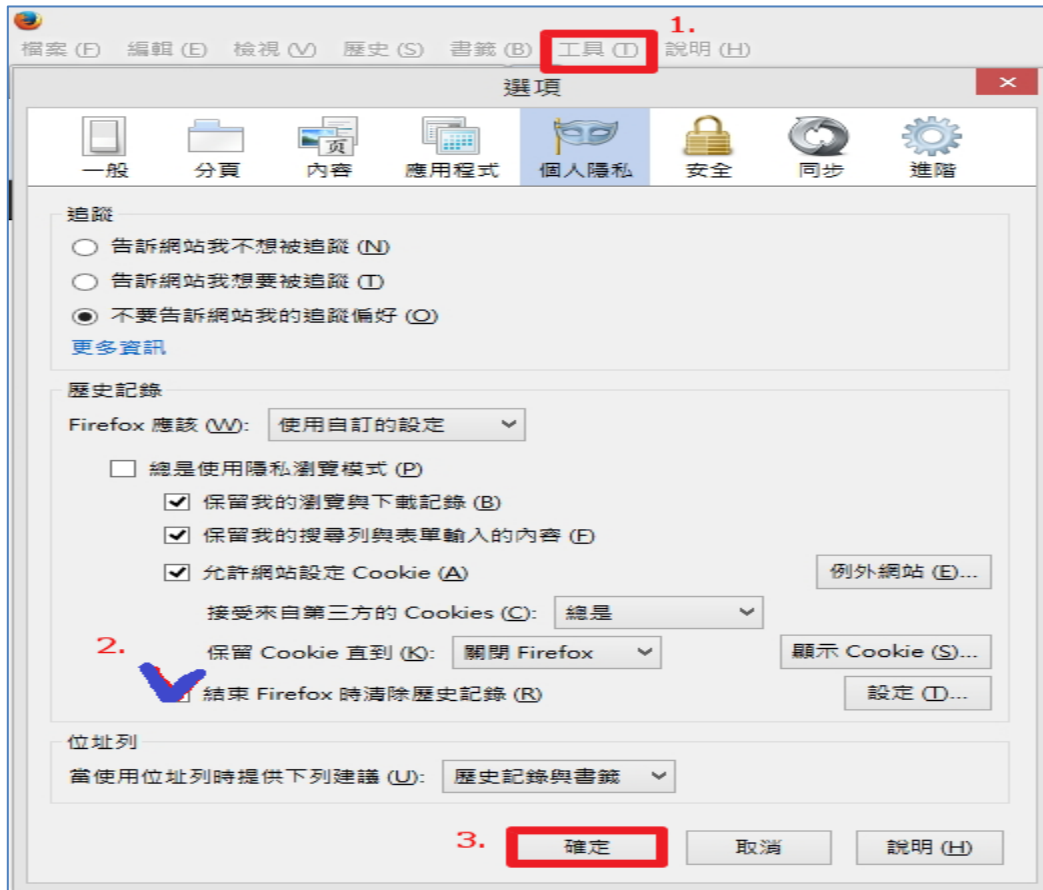 1.
檔案(F) 編輯(E) 檢視(V) 歷史(S) 書籤(B) 工具(T) 說明(H)
選項
一般 分頁 內容 應用程式 個人隱私 安全 同步 進階
页
追蹤
告訴網站我不想被追蹤(N)
告訴網站我想要被追蹤(T)
不要告訴網站我的追蹤偏好(O)
更多資訊
歷史記錄
Firefox 應該(W): 使用自訂的設定
總是使用隱私瀏覽模式(P)
保留我的瀏覽與下載記錄(B)
保留我的搜尋列與表單輸入的內容(F)
允許網站設定 Cookie(A) 例外網站(E)...
接受來自第三方的 Cookies(C): 總是
2.
保留 Cookie 直到(K): 關閉 Firefox 顯示 Cookie(S)...
結束 Firefox 時清除歷史記錄(R) 設定(T)...
位址列
當使用位址列時提供下列建議(U): 歷史記錄與書籤
3. 確定 取消 說明(H)